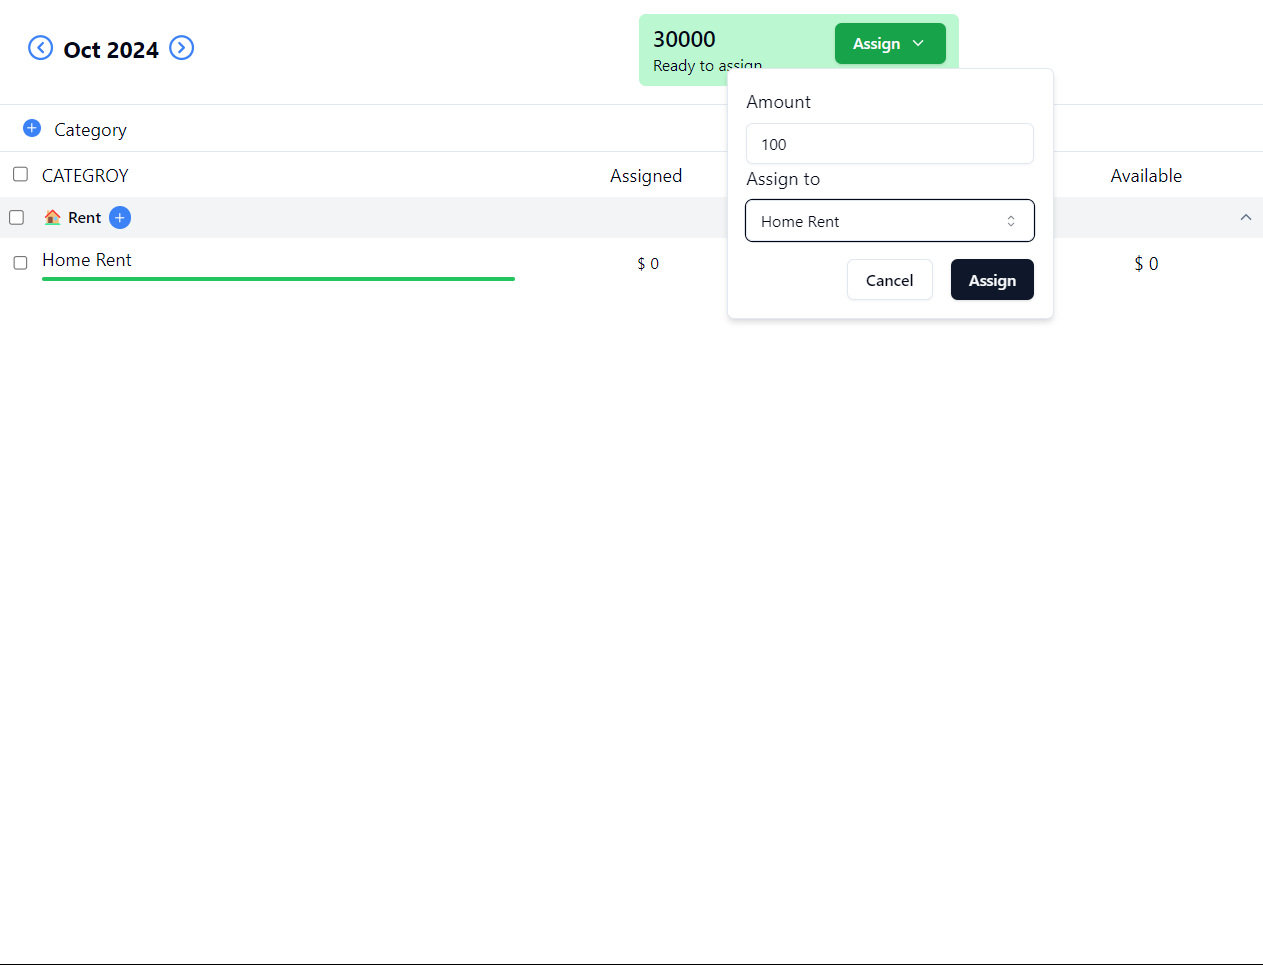 Oct 2024
30000
Ready to assign
Assign
Amount
100
Assign to
Home Rent
Cancel
Assign
Category
CATEGROY
Assigned
Available
Rent
Home Rent
$ 0
$ 0